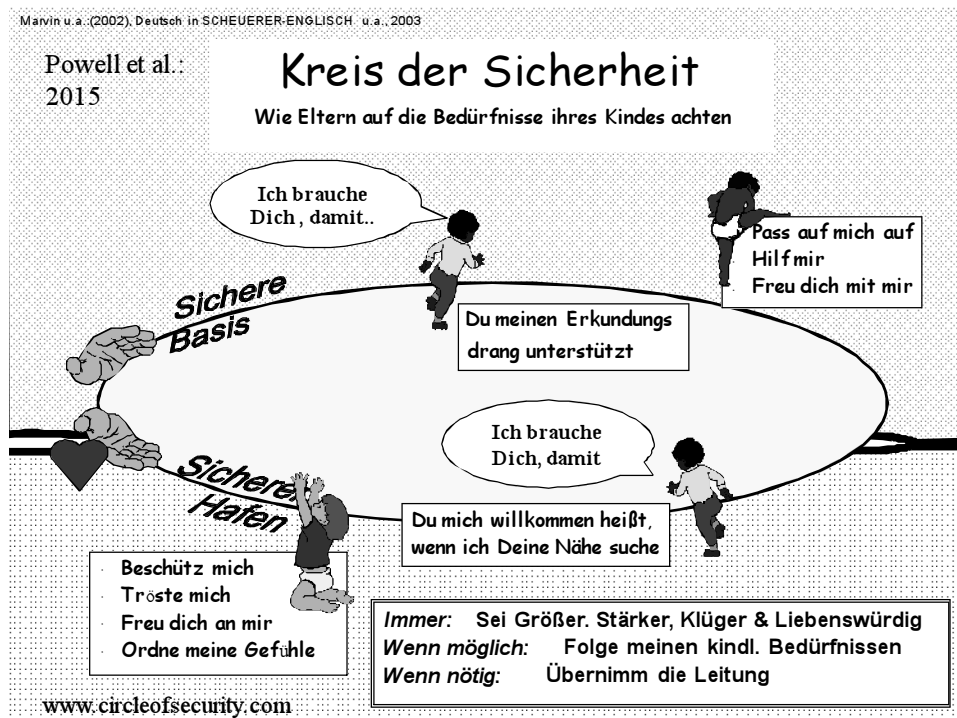 Marvin u.a.:(2002), Deutsch in SCHEUERER-ENGLISCH u.a., 2003
Powell et al.:
2015
Kreis der Sicherheit
Wie Eltern auf die Bedürfnisse ihres Kindes achten
Ich brauche
Dich , damit..
Pass auf mich auf
Hilf mir
Freu dich mit mir
Sichere
Basis
Du meinen Erkundungs
drang unterstützt
Ich brauche
Dich, damit
Sicherer
Hafen
Du mich willkommen heißt,
wenn ich Deine Nähe suche
· Beschütz mich
· Tröste mich
· Freu dich an mir
· Ordne meine Gefühle
Immer: Sei Größer. Stärker, Klüger & Liebenswürdig
Wenn möglich: Folge meinen kindl. Bedürfnissen
Wenn nötig: Übernimm die Leitung
www.circleofsecurity.com